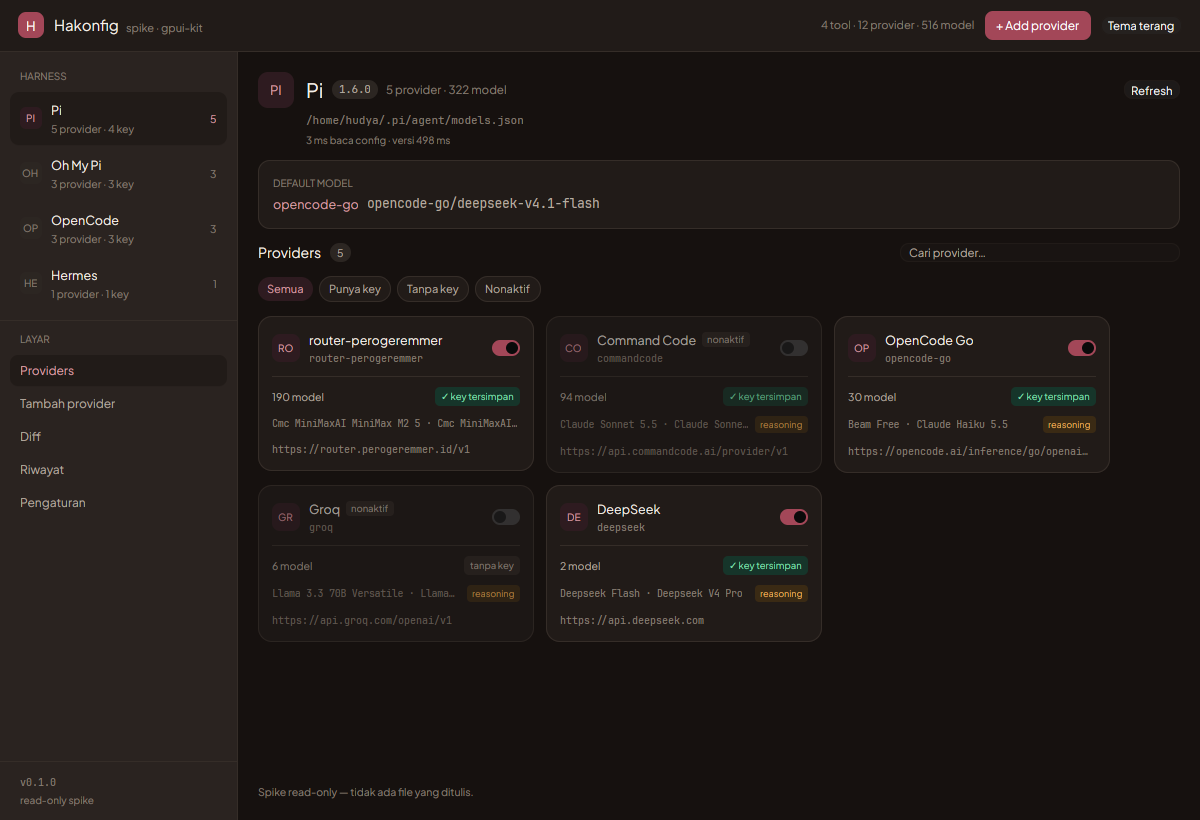 H Hakonfig spike · gpui-kit
4 tool · 12 provider · 516 model
+ Add provider
Tema terang
HARNESS
PI Pi 5
5 provider · 4 key
OH Oh My Pi 3
3 provider · 3 key
OP OpenCode 3
3 provider · 3 key
HE Hermes 1
1 provider · 1 key
LAYAR
Providers
Tambah provider
Diff
Riwayat
Pengaturan
v0.1.0
read-only spike
PI Pi 1.6.0 5 provider · 322 model
Refresh
/home/hudya/.pi/agent/models.json
3 ms baca config · versi 498 ms
DEFAULT MODEL
opencode-go opencode-go/deepseek-v4.1-flash
Providers 5
Cari provider…
Semua Punya key Tanpa key Nonaktif
RO router-perogeremmer
router-perogeremmer
190 model ✓ key tersimpan
Cmc MiniMaxAI MiniMax M2 5 · Cmc MiniMaxAI…
https://router.perogeremmer.id/v1
CO Command Code nonaktif
commandcode
94 model ✓ key tersimpan
Claude Sonnet 5.5 · Claude Sonne… reasoning
https://api.commandcode.ai/provider/v1
OP OpenCode Go
opencode-go
30 model ✓ key tersimpan
Beam Free · Claude Haiku 5.5 reasoning
https://opencode.ai/inference/go/openai…
GR Groq nonaktif
groq
6 model tanpa key
Llama 3.3 70B Versatile · Llama… reasoning
https://api.groq.com/openai/v1
DE DeepSeek
deepseek
2 model ✓ key tersimpan
Deepseek Flash · Deepseek V4 Pro reasoning
https://api.deepseek.com
Spike read-only — tidak ada file yang ditulis.